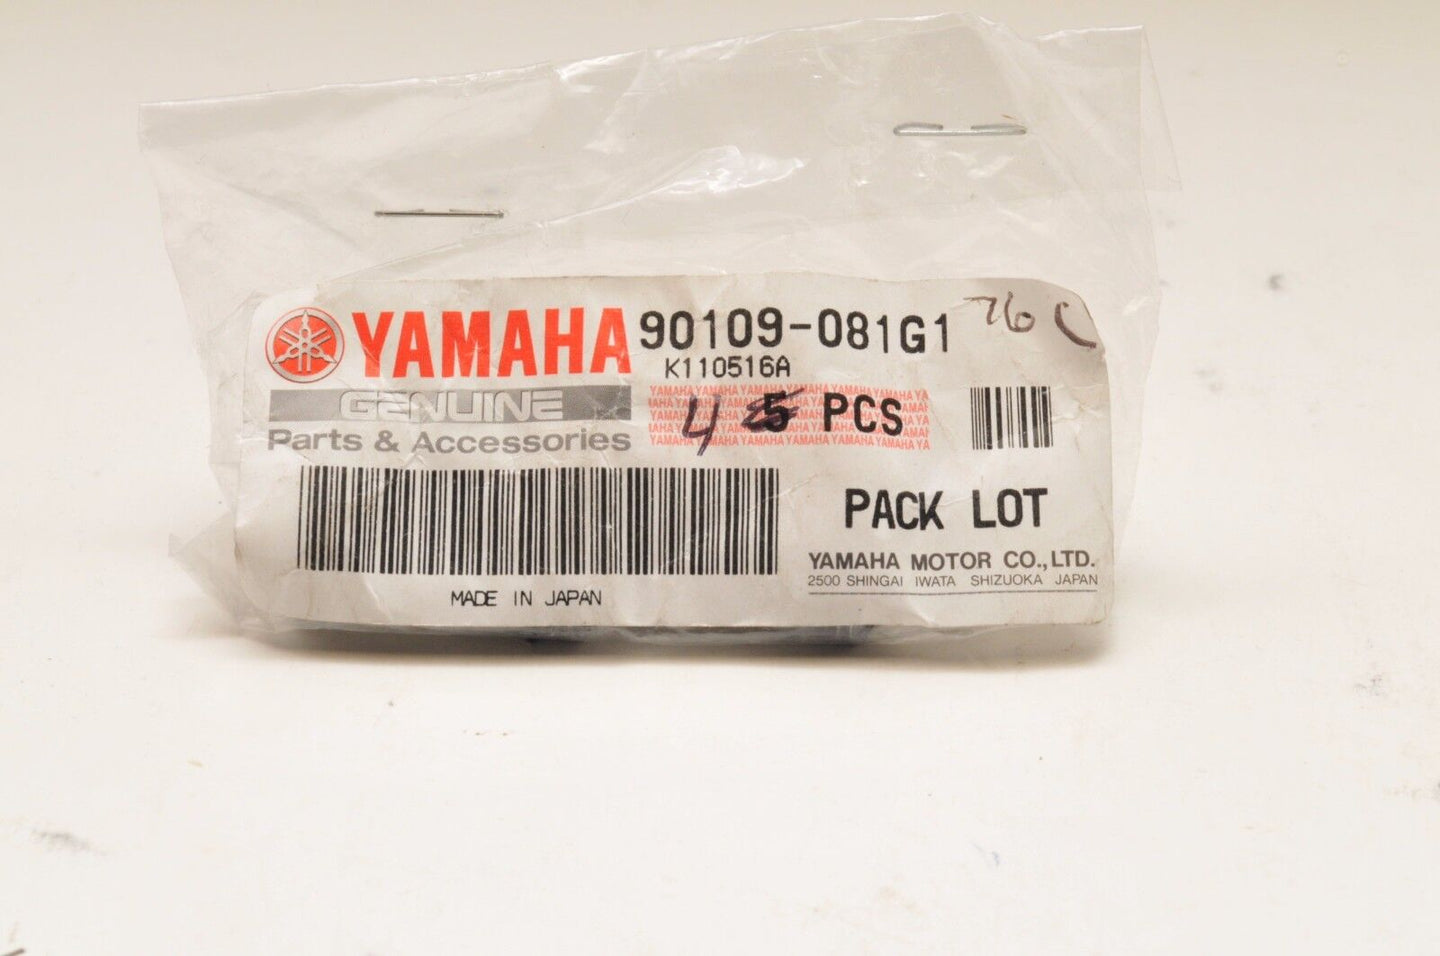 YAMAHA 90109-081G1 76C
K110516A
GENUINE
Parts & Accessories
4 5 PCS
PACK LOT
YAMAHA MOTOR CO.,LTD.
2500 SHINGAI IWATA SHIZUOKA JAPAN
MADE IN JAPAN